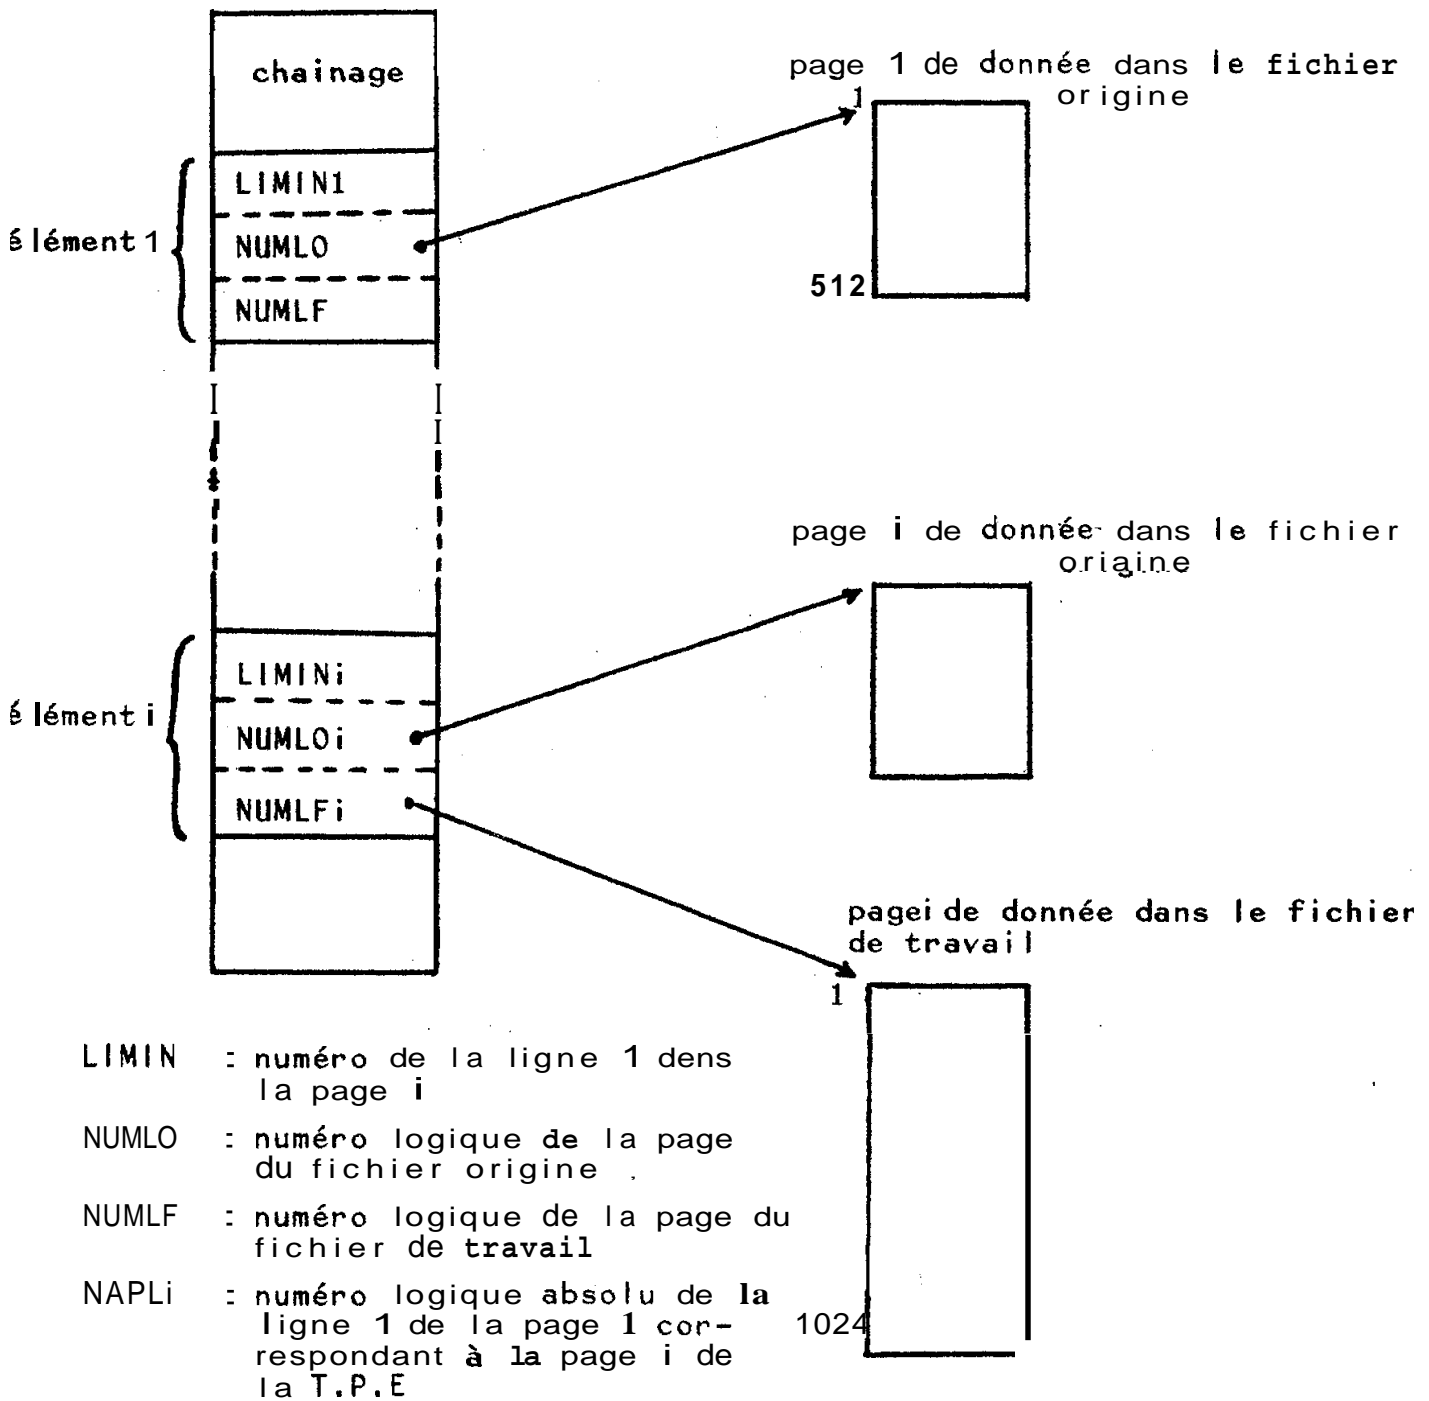 chainage
page 1 de donnée dans le fichier
origine
1
LIMIN1
élément 1
NUMLO
512
NUMLF
page i de donnée dans le fichier
origine
LIMINi
élément i
NUMLOi
NUMLFi
page i de donnée dans le fichier
de travail
1
LIMIN : numéro de la ligne 1 dens
la page i
NUMLO : numéro logique de la page
du fichier origine
NUMLF : numéro logique de la page du
fichier de travail
NAPLi : numéro logique absolu de la
ligne 1 de la page 1 cor-
respondant à la page i de
la T.P.E
1024